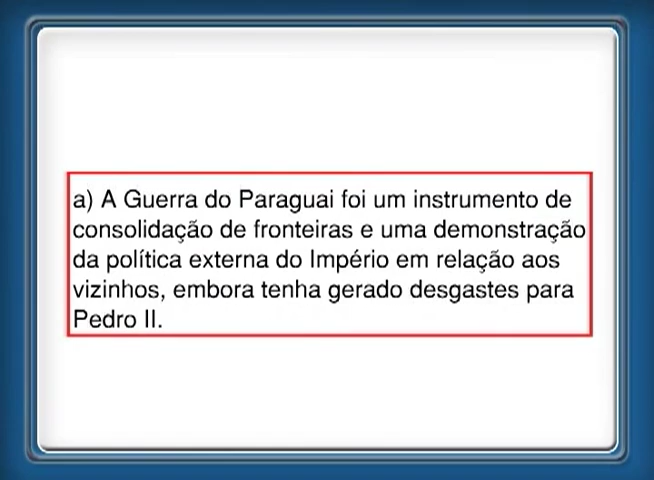 a) A Guerra do Paraguai foi um instrumento de
consolidação de fronteiras e uma demonstração
da política externa do Império em relação aos
vizinhos, embora tenha gerado desgastes para
Pedro II.